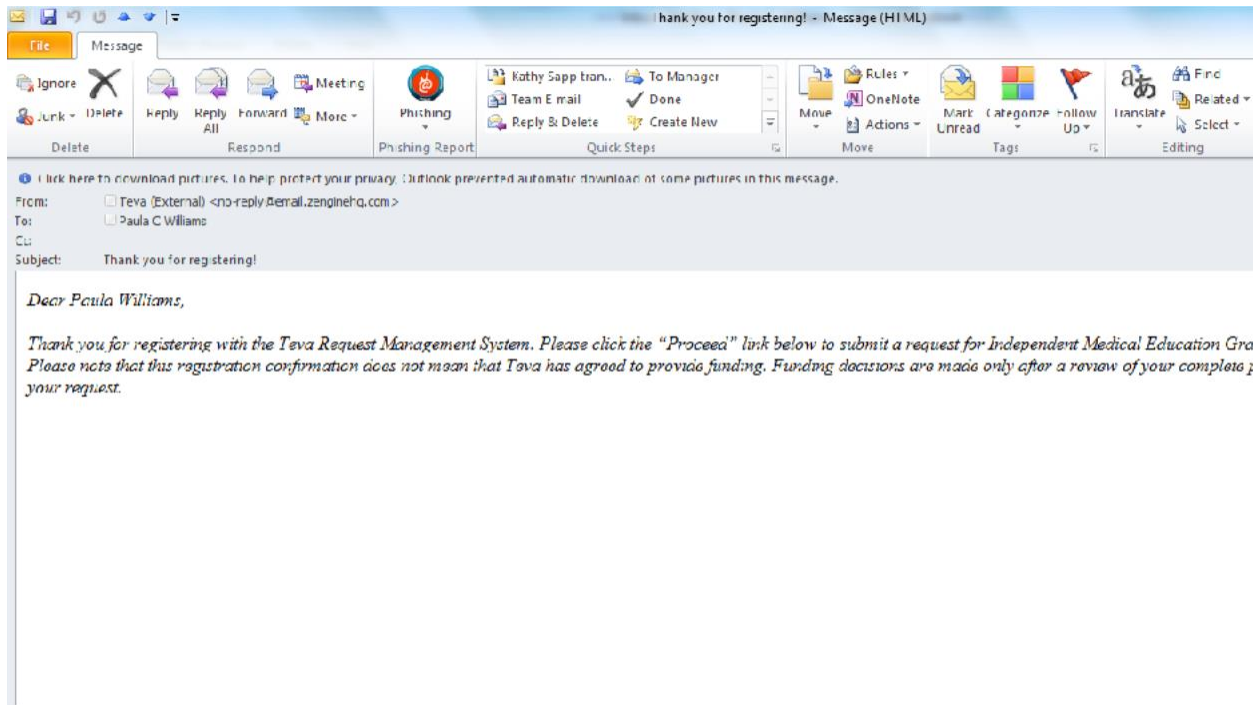 Thank you for registering! - Message (HTML)
File Message
Ignore
Junk
Delete
Reply
Reply All
Forward
Meeting
More
Phishing
Kathy Sapp tran..
Team E mail
Reply & Delete
To Manager
Done
Create New
Move
Rules
OneNote
Actions
Mark Unread
Categorize
Follow Up
Translate
Find
Related
Select
Delete Respond Phishing Report Quick Steps Move Tags Editing
Click here to download pictures. To help protect your privacy, Outlook prevented automatic download of some pictures in this message.
From: Teva (External) <no-reply@email.zenginehq.com>
To: Paula C Williams
Cc:
Subject: Thank you for registering!
Dear Paula Williams,
Thank you for registering with the Teva Request Management System. Please click the “Proceed” link below to submit a request for Independent Medical Education Gra
Please note that this registration confirmation does not mean that Teva has agreed to provide funding. Funding decisions are made only after a review of your complete p
your request.